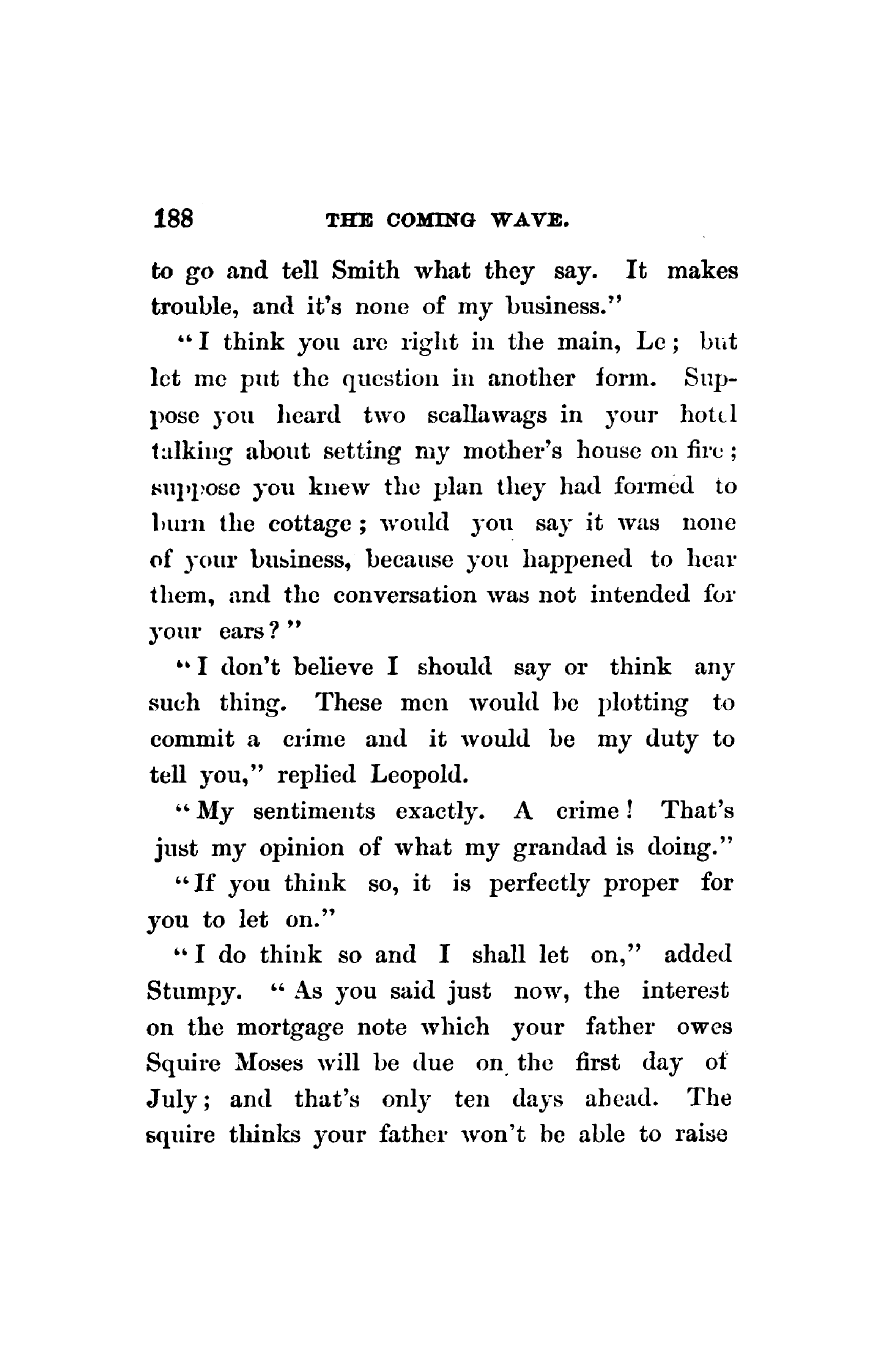 188 THE COMING WAVE.
to go and tell Smith what they say. It makes
trouble, and it's none of my business."
"I think you are right in the main, Le; but
let me put the question in another form. Sup-
pose you heard two scallawags in your hotel
talking about setting my mother's house on fire;
suppose you knew the plan they had formed to
burn the cottage; would you say it was none
of your business, because you happened to hear
them, and the conversation was not intended for
your ears?"
"I don't believe I should say or think any
such thing. These men would be plotting to
commit a crime and it would be my duty to
tell you," replied Leopold.
"My sentiments exactly. A crime! That's
just my opinion of what my grandad is doing."
"If you think so, it is perfectly proper for
you to let on."
"I do think so and I shall let on," added
Stumpy. "As you said just now, the interest
on the mortgage note which your father owes
Squire Moses will be due on the first day of
July; and that's only ten days ahead. The
squire thinks your father won't be able to raise